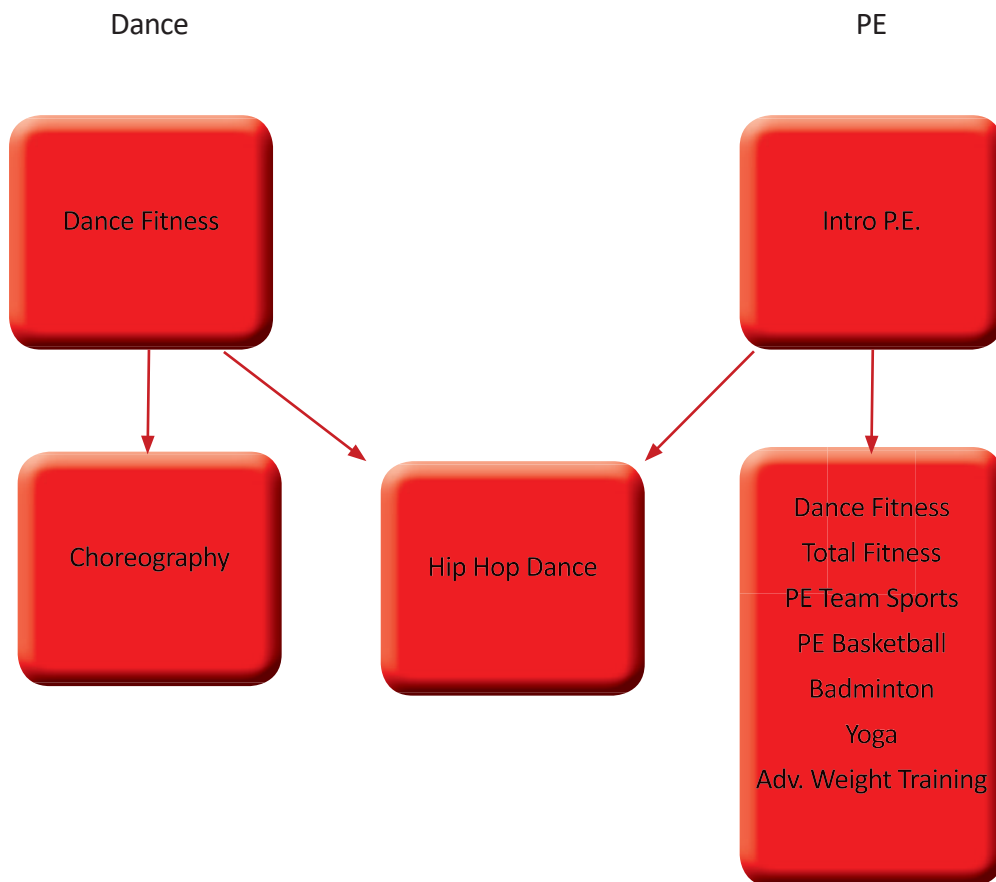 Dance
PE
Dance Fitness
Intro P.E.
Choreography
Hip Hop Dance
Dance Fitness
Total Fitness
PE Team Sports
PE Basketball
Badminton
Yoga
Adv. Weight Training